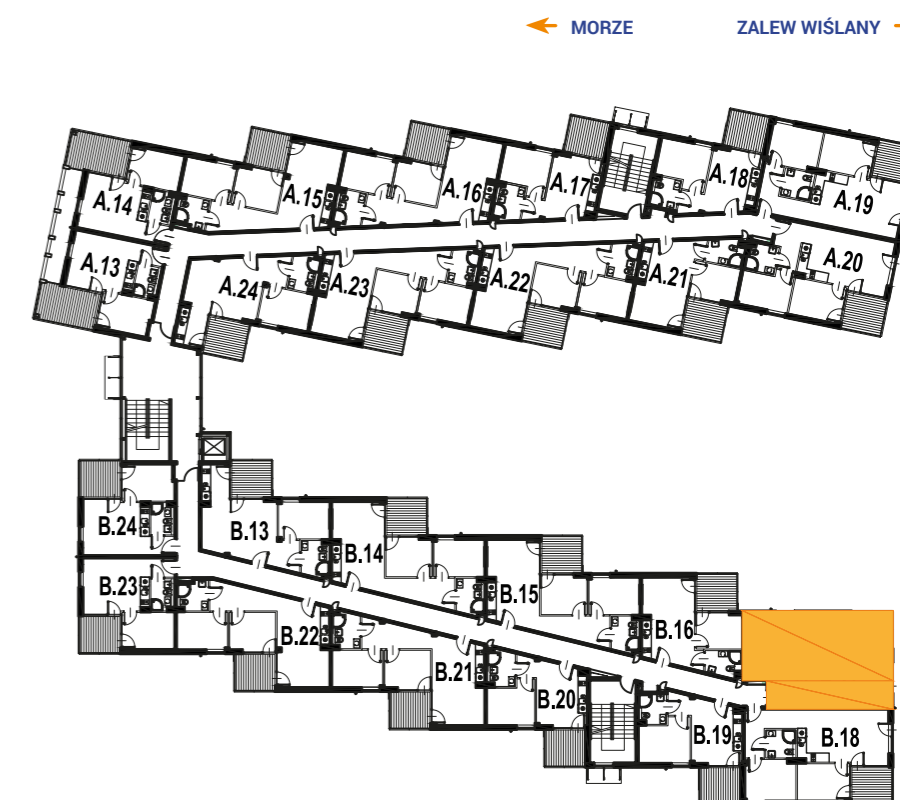 MORZE
ZALEW WIŚLANY
A.14
A.15
A.16
A.17
A.18
A.19
A.13
A.24
A.23
A.22
A.21
A.20
B.24
B.13
B.14
B.23
B.15
B.22
B.16
B.21
B.20
B.19
B.18